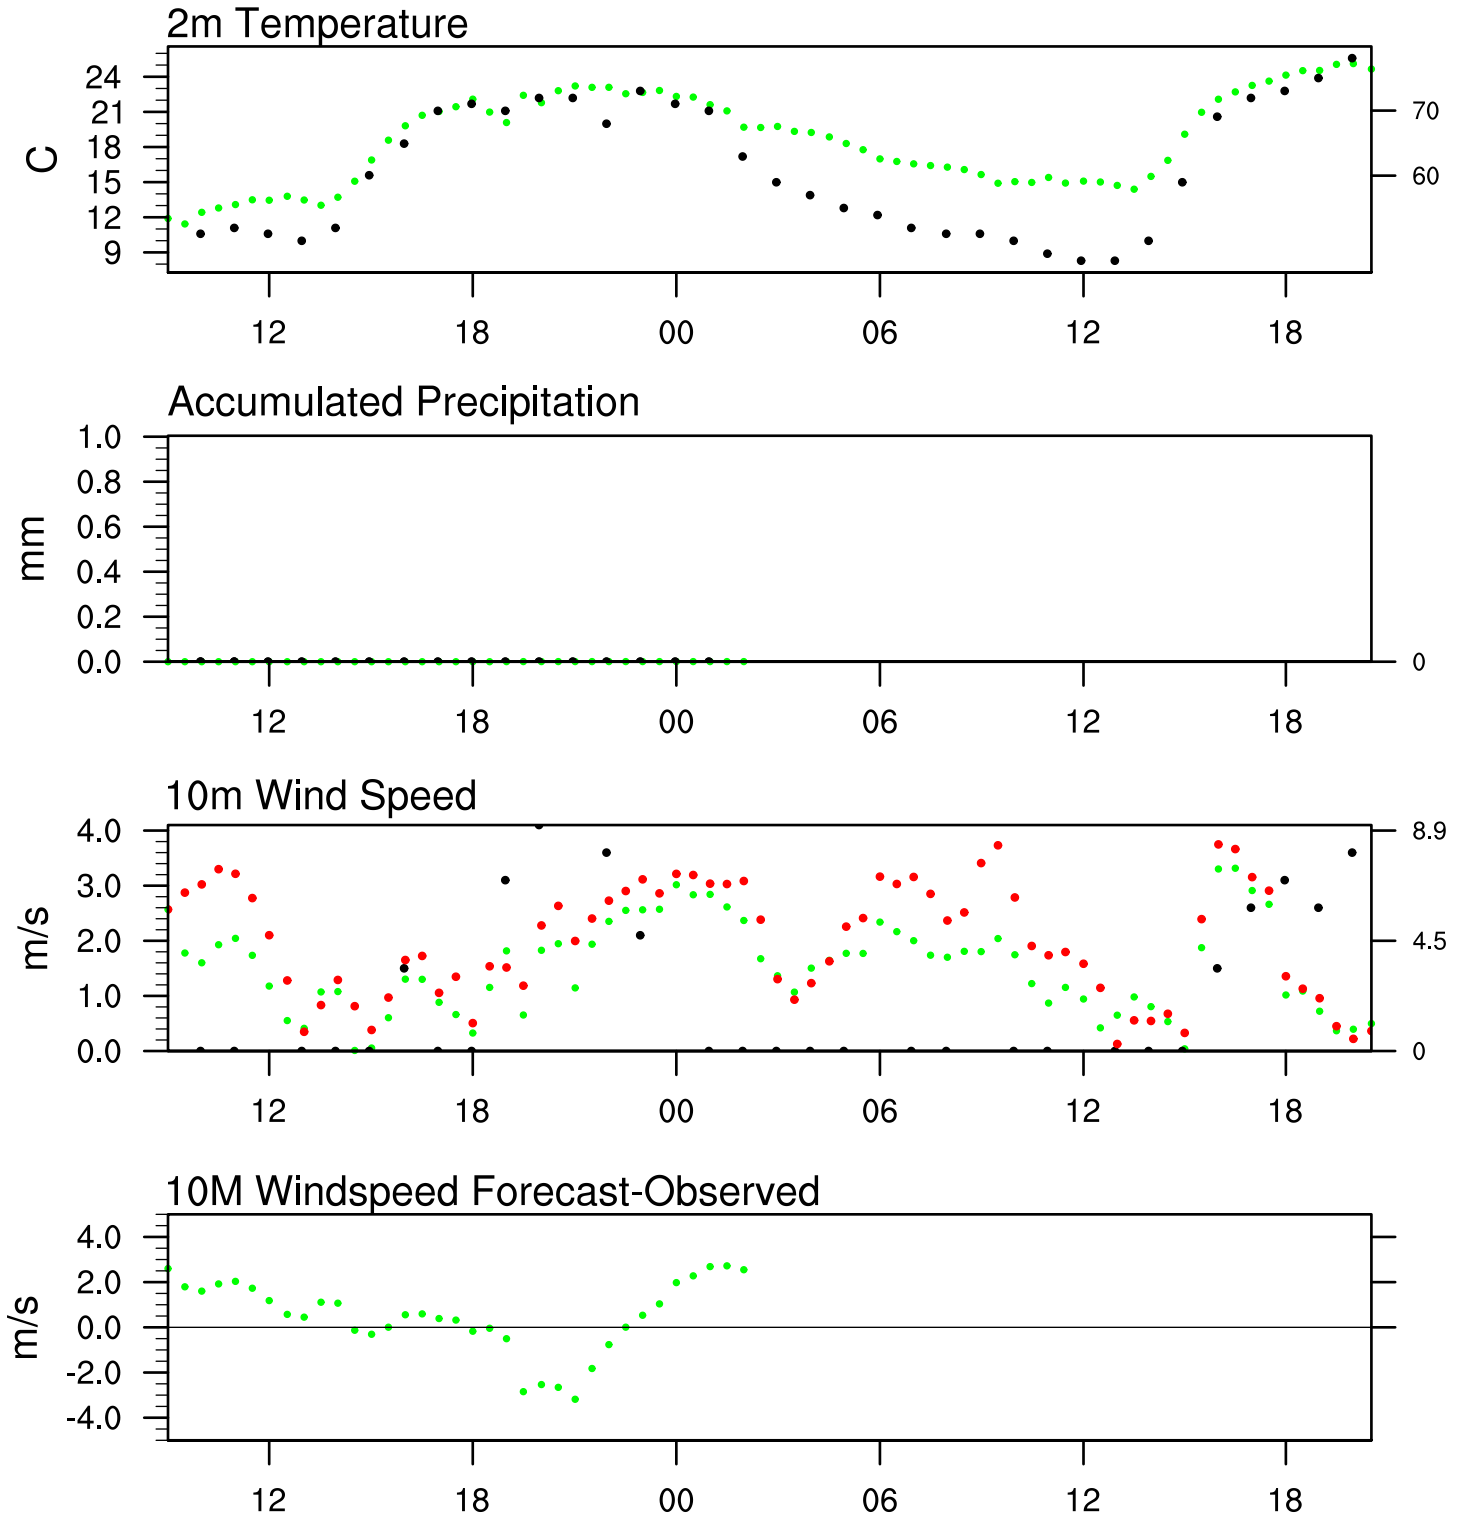 2m Temperature
24
21
18
15
12
9
C
70
60
12 18 00 06 12 18
Accumulated Precipitation
1.0
0.8
0.6
0.4
0.2
0.0
mm
0
12 18 00 06 12 18
10m Wind Speed
4.0
3.0
2.0
1.0
0.0
m/s
8.9
4.5
0
12 18 00 06 12 18
10M Windspeed Forecast-Observed
4.0
2.0
0.0
-2.0
-4.0
m/s
12 18 00 06 12 18